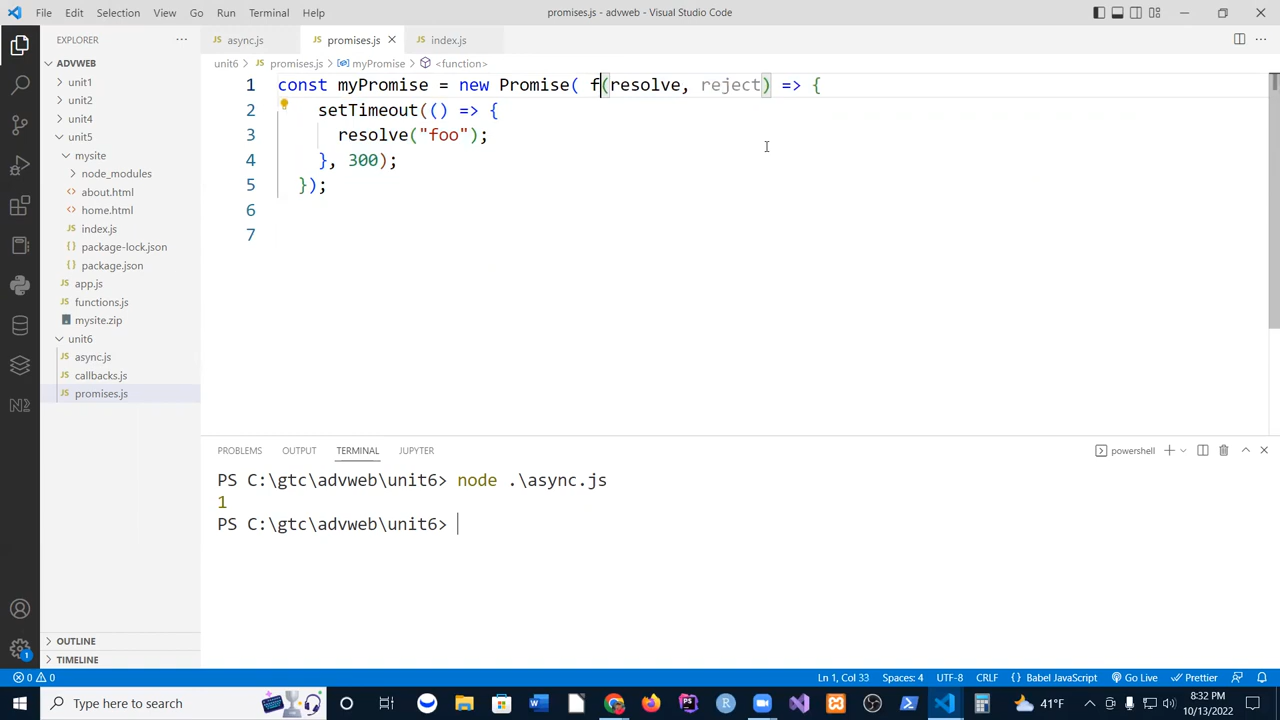 File Edit Selection View Go Run Terminal Help promises.js - advweb - Visual Studio Code
EXPLORER
async.js promises.js index.js
ADVWEB
unit6 > promises.js > myPromise > <function>
unit1
unit2
unit4
unit5
mysite
node_modules
about.html
home.html
index.js
package-lock.json
package.json
app.js
functions.js
mysite.zip
unit6
async.js
callbacks.js
promises.js
OUTLINE
TIMELINE
1 const myPromise = new Promise( f(resolve, reject) => {
2 setTimeout(() => {
3 resolve("foo");
4 }, 300);
5 });
6
7
PROBLEMS OUTPUT TERMINAL JUPYTER powershell
PS C:\gtc\advweb\unit6> node .\async.js
1
PS C:\gtc\advweb\unit6>
0 0 Ln 1, Col 33 Spaces: 4 UTF-8 CRLF {} Babel JavaScript Go Live Prettier
Type here to search 41°F 8:32 PM
10/13/2022